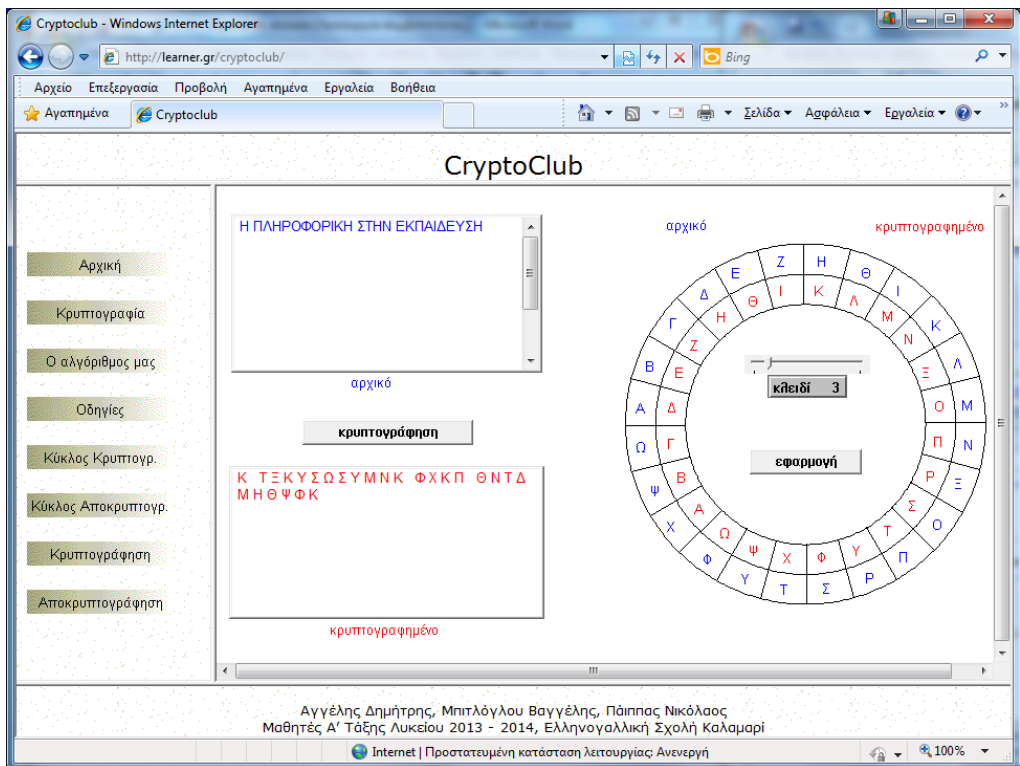 Cryptoclub - Windows Internet Explorer
http://learner.gr/cryptoclub/
Bing
Αρχείο Επεξεργασία Προβολή Αγαπημένα Εργαλεία Βοήθεια
Αγαπημένα Cryptoclub Σελίδα Ασφάλεια Εργαλεία
CryptoClub
Αρχική
Κρυπτογραφία
Ο αλγόριθμος μας
Οδηγίες
Κύκλος Κρυπτογρ.
Κύκλος Αποκρυπτογρ.
Κρυπτογράφηση
Αποκρυπτογράφηση
Η ΠΛΗΡΟΦΟΡΙΚΗ ΣΤΗΝ ΕΚΠΑΙΔΕΥΣΗ
αρχικό
κρυπτογράφηση
Κ ΤΞΚΥΣΩΣΥΜΝΚ ΦΧΚΠ ΘΝΤΔ
ΜΗΘΨΦΚ
κρυπτογραφημένο
αρχικό κρυπτογραφημένο
Α Β Γ Δ Ε Ζ Η Θ Ι Κ Λ Μ Ν Ξ Ο Π Ρ Σ Τ Υ Φ Χ Ψ Ω
Δ Ε Ζ Η Θ Ι Κ Λ Μ Ν Ξ Ο Π Ρ Σ Τ Υ Φ Χ Ψ Ω Α Β Γ
κλειδί 3
εφαρμογή
Αγγέλης Δημήτρης, Μπιτλόγλου Βαγγέλης, Πάιππας Νικόλαος
Μαθητές Α' Τάξης Λυκείου 2013 - 2014, Ελληνογαλλική Σχολή Καλαμαρί
Internet | Προστατευμένη κατάσταση λειτουργίας: Ανενεργή
100%